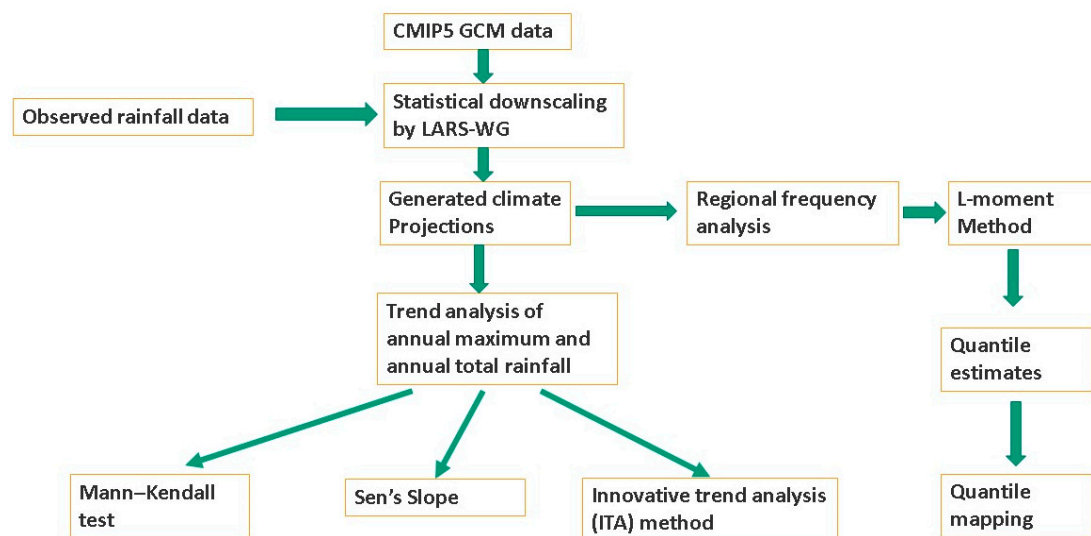 CMIP5 GCM data
Observed rainfall data
Statistical downscaling
by LARS-WG
Generated climate
Projections
Regional frequency
analysis
L-moment
Method
Trend analysis of
annual maximum and
annual total rainfall
Quantile
estimates
Mann–Kendall
test
Sen's Slope
Innovative trend analysis
(ITA) method
Quantile
mapping